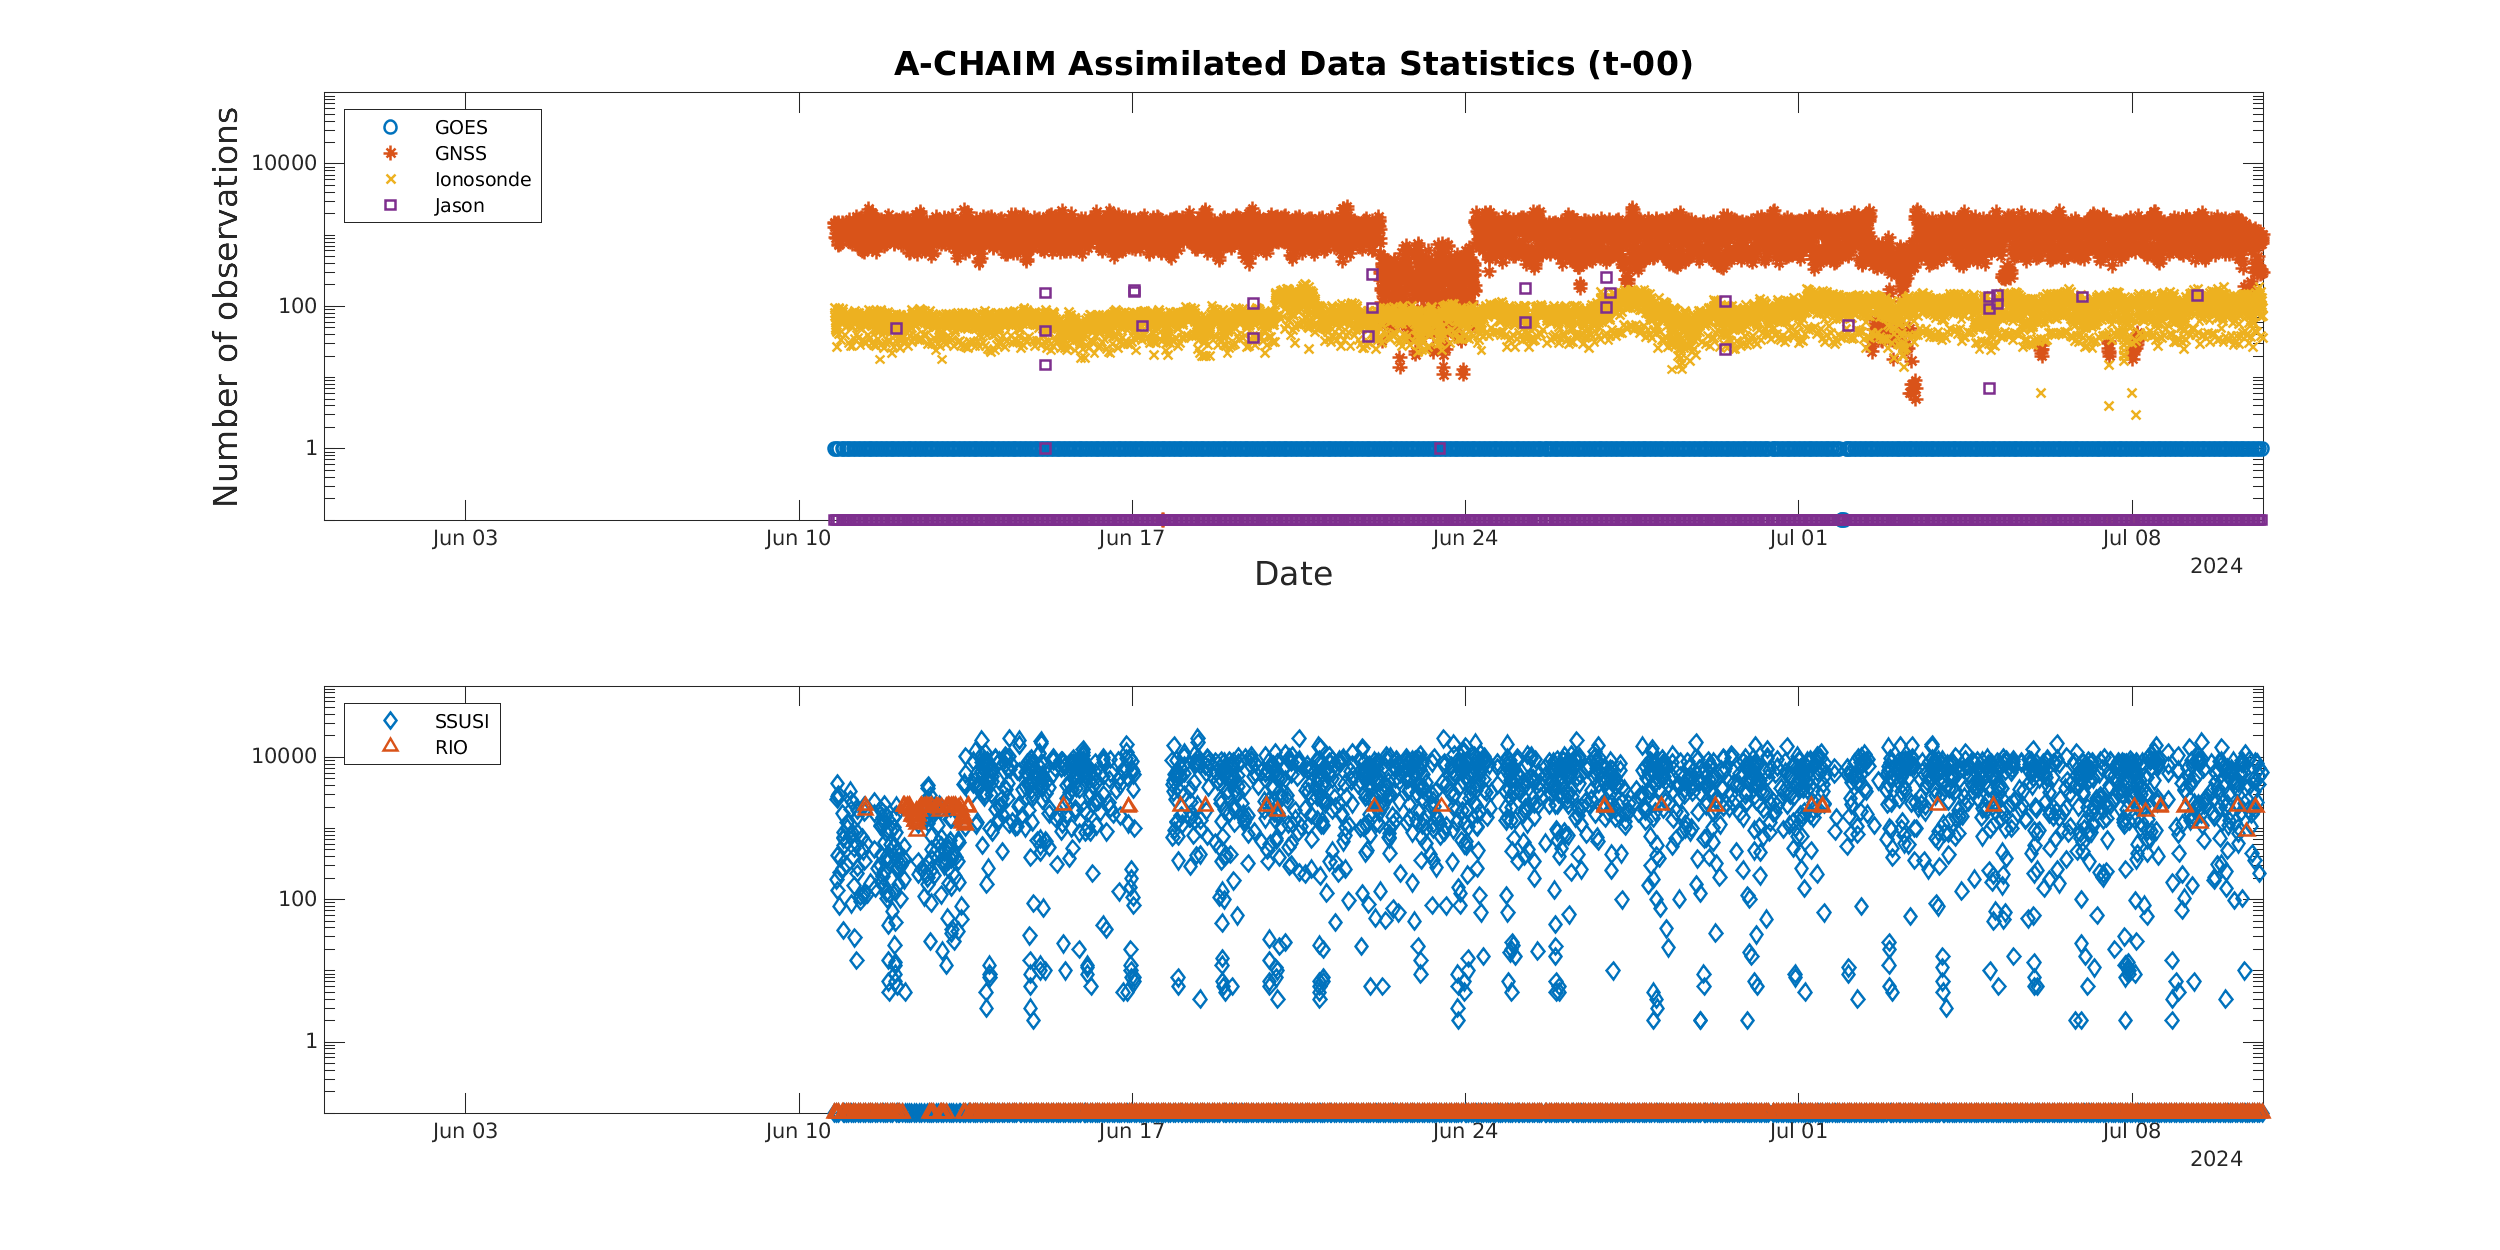 A-CHAIM Assimilated Data Statistics (t-00)
Number of observations
10000
100
1
GOES
GNSS
Ionosonde
Jason
Jun 03
Jun 10
Jun 17
Jun 24
Jul 01
Jul 08
2024
Date
10000
100
1
SSUSI
RIO
Jun 03
Jun 10
Jun 17
Jun 24
Jul 01
Jul 08
2024